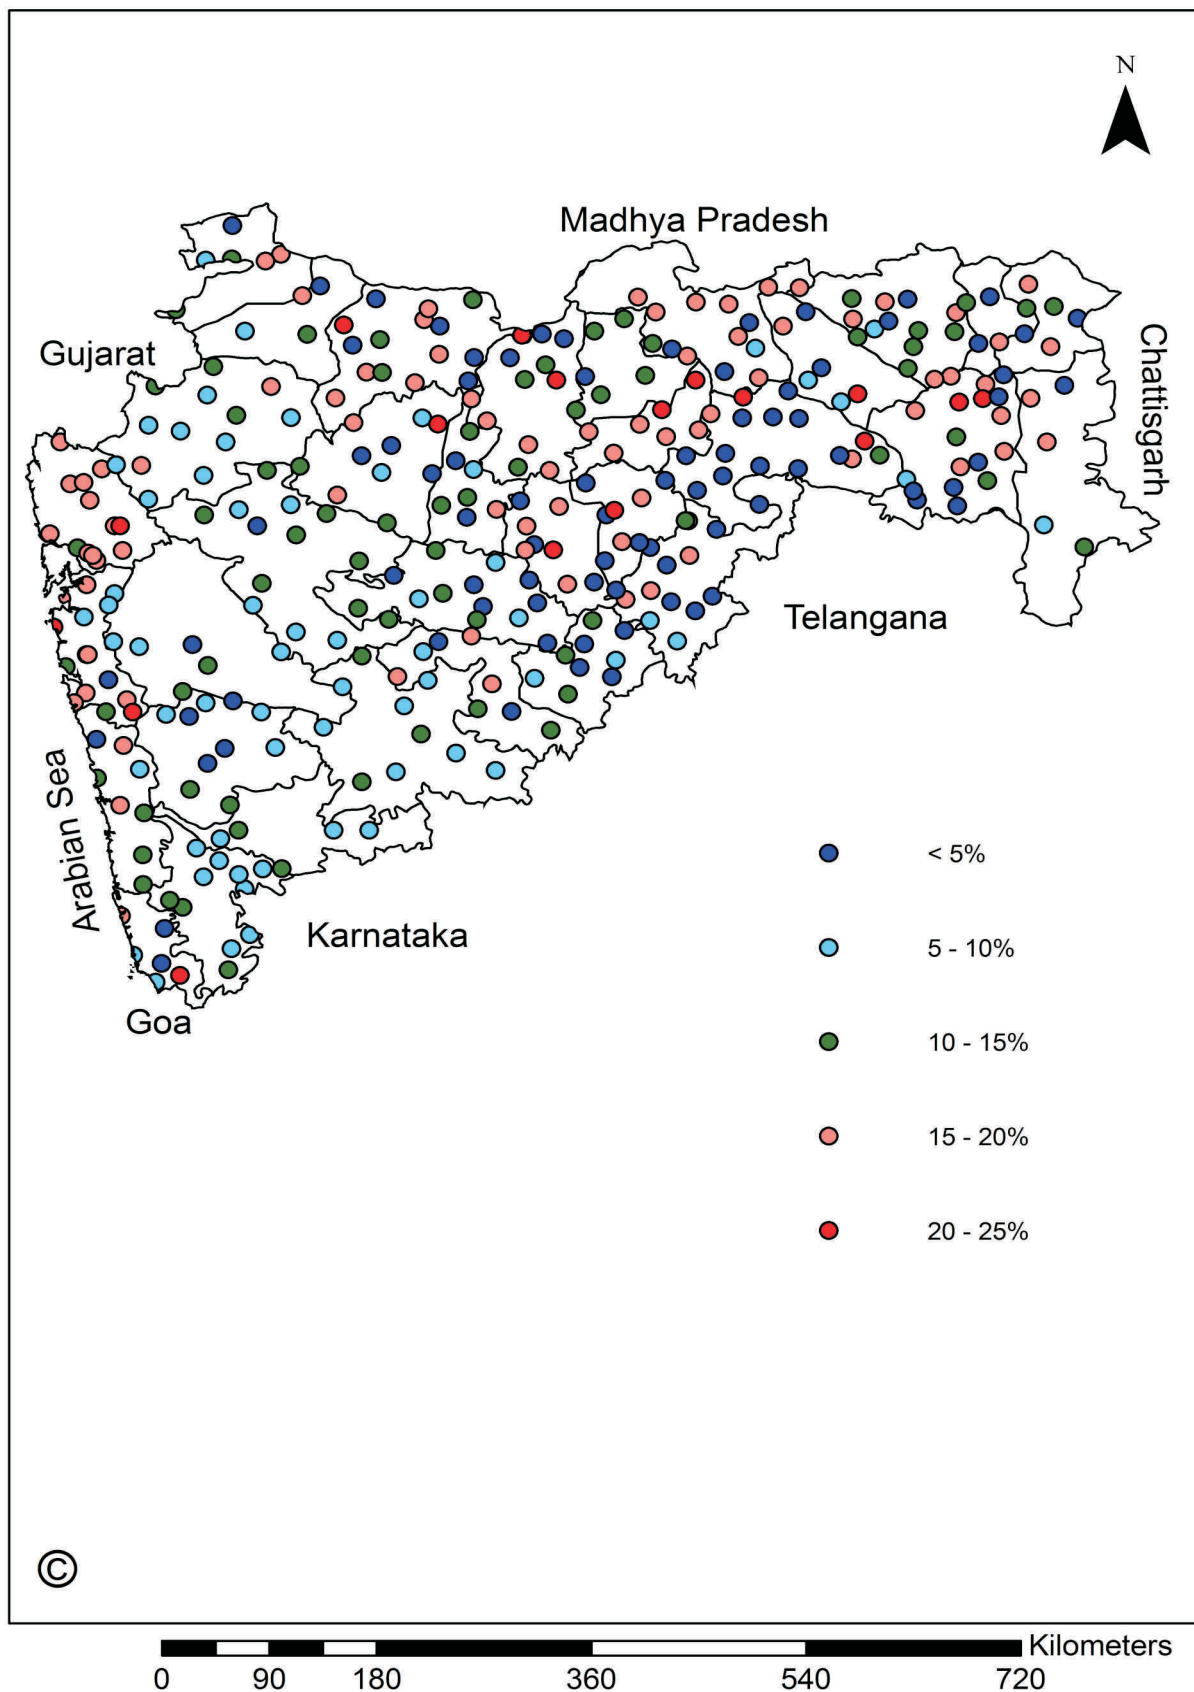 N
Madhya Pradesh
Gujarat
Chattisgarh
Telangana
Arabian Sea
Karnataka
Goa
< 5%
5 - 10%
10 - 15%
15 - 20%
20 - 25%
©
Kilometers
0 90 180 360 540 720